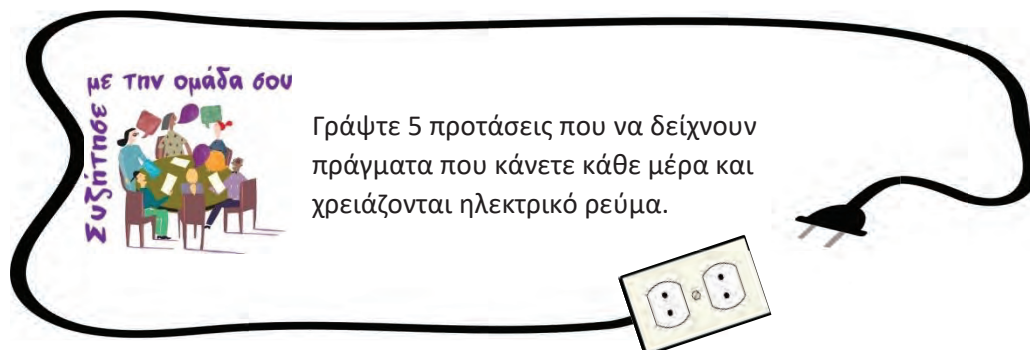 Συζήτησε
με την ομάδα σου
Γράψτε 5 προτάσεις που να δείχνουν
πράγματα που κάνετε κάθε μέρα και
χρειάζονται ηλεκτρικό ρεύμα.